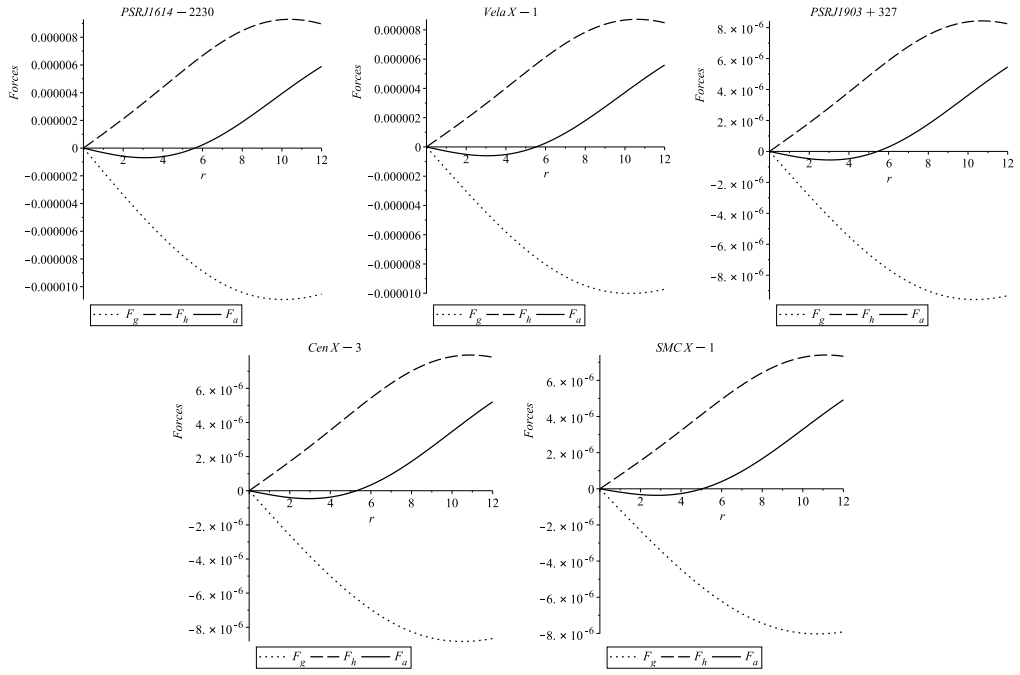 PSRJ1614 − 2230
Forces
0.000008
0.000006
0.000004
0.000002
0
−0.000002
−0.000004
−0.000006
−0.000008
−0.000010
2 4 6 8 10 12
r
F_g F_h F_a
Vela X − 1
Forces
0.000008
0.000006
0.000004
0.000002
0
−0.000002
−0.000004
−0.000006
−0.000008
−0.000010
2 4 6 8 10 12
r
F_g F_h F_a
PSRJ1903 + 327
Forces
8. × 10^-6
6. × 10^-6
4. × 10^-6
2. × 10^-6
0
−2. × 10^-6
−4. × 10^-6
−6. × 10^-6
−8. × 10^-6
2 4 6 8 10 12
r
F_g F_h F_a
Cen X − 3
Forces
6. × 10^-6
4. × 10^-6
2. × 10^-6
0
−2. × 10^-6
−4. × 10^-6
−6. × 10^-6
−8. × 10^-6
2 4 6 8 10 12
r
F_g F_h F_a
SMC X − 1
Forces
6. × 10^-6
4. × 10^-6
2. × 10^-6
0
−2. × 10^-6
−4. × 10^-6
−6. × 10^-6
−8. × 10^-6
2 4 6 8 10 12
r
F_g F_h F_a